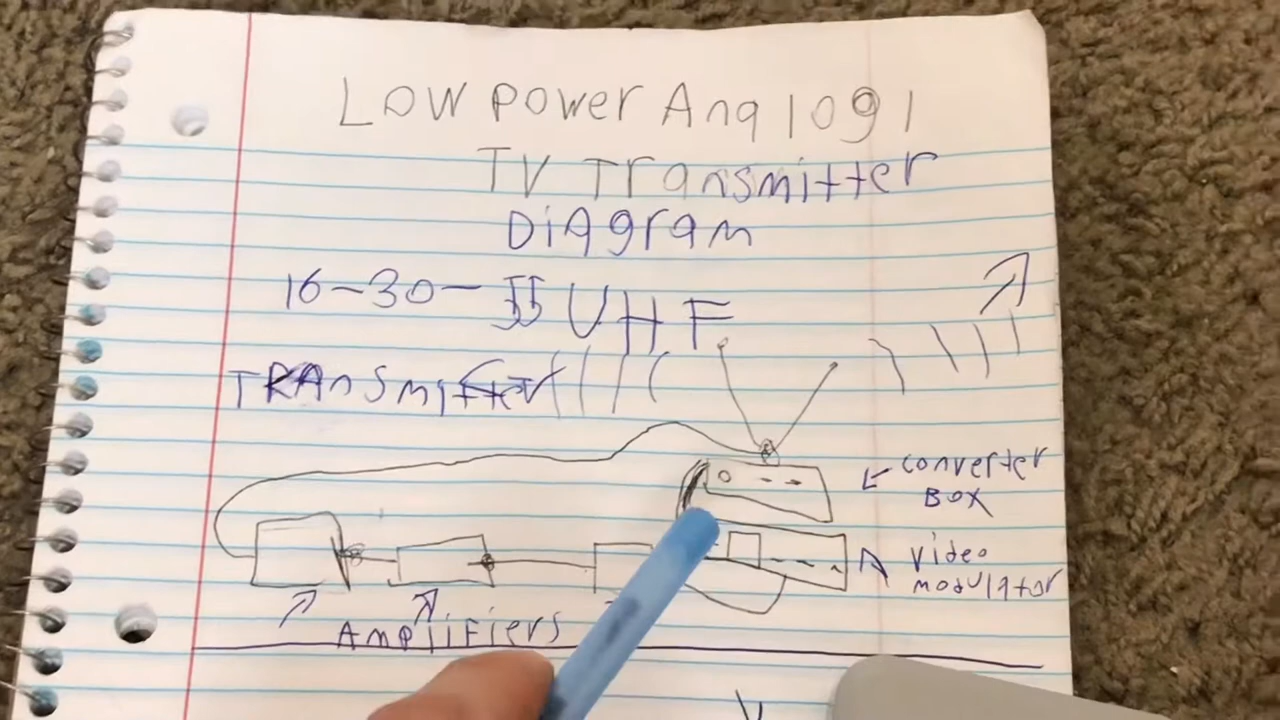 Low Power Analog
TV Transmitter
DiAgram
16-30- UHF
TRAnsmitter
converter
BOX
video
modulator
Amplifiers